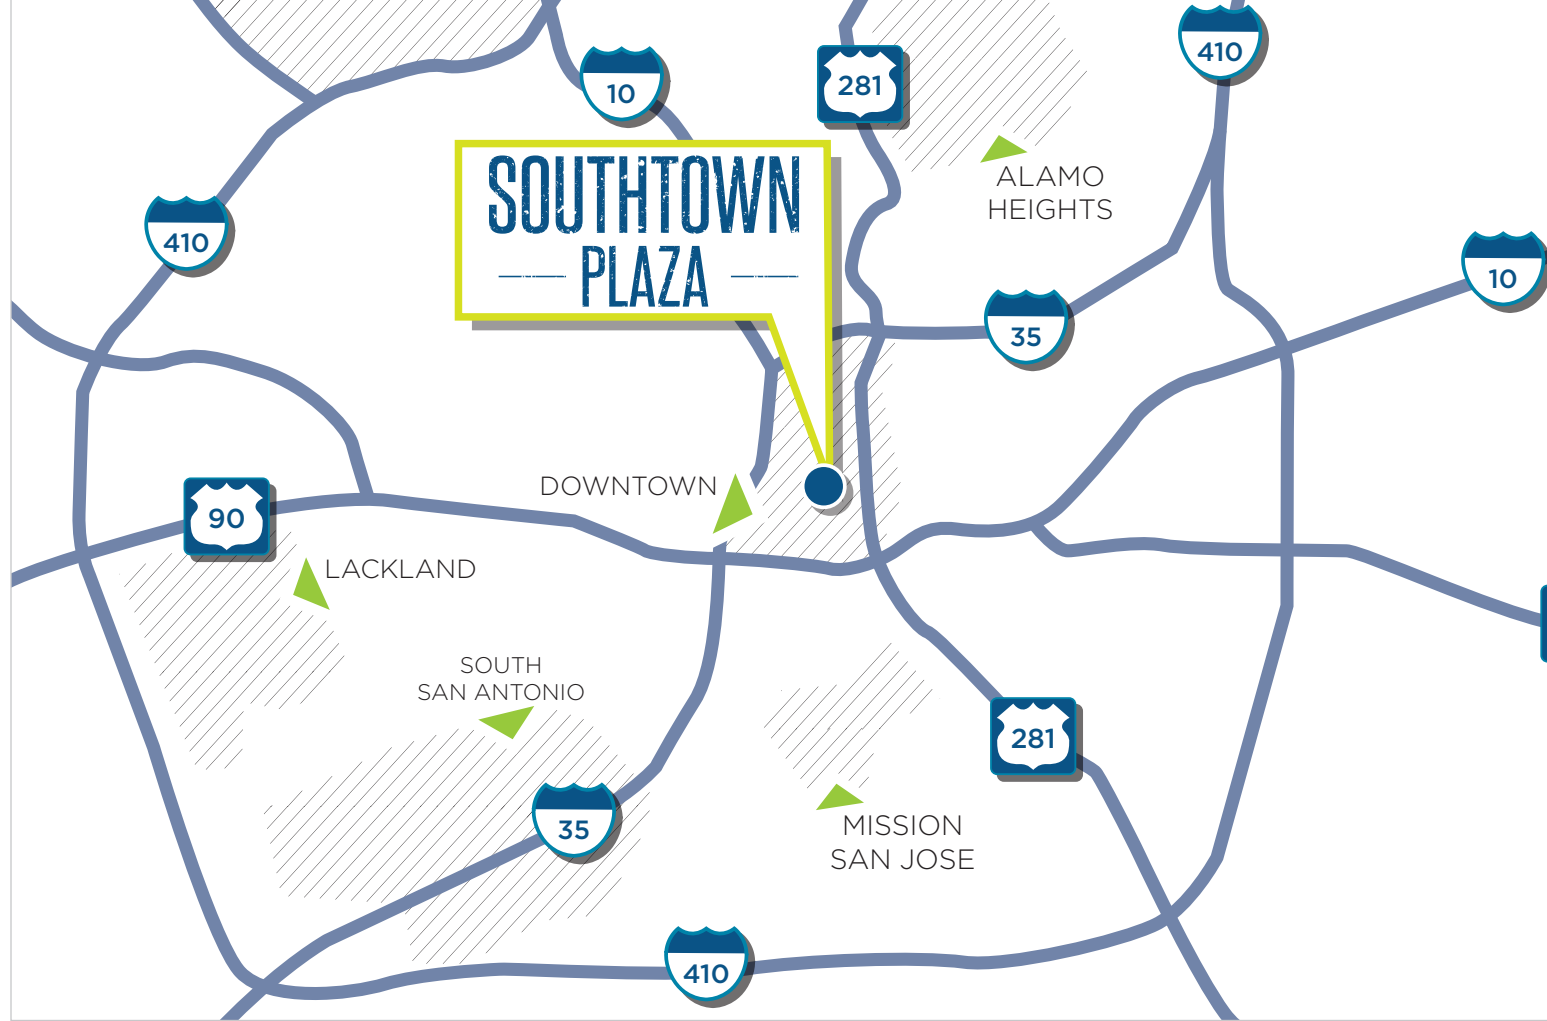 410
10
281
SOUTHTOWN
PLAZA
ALAMO
HEIGHTS
410
10
35
DOWNTOWN
90
LACKLAND
SOUTH
SAN ANTONIO
281
35
MISSION
SAN JOSE
410